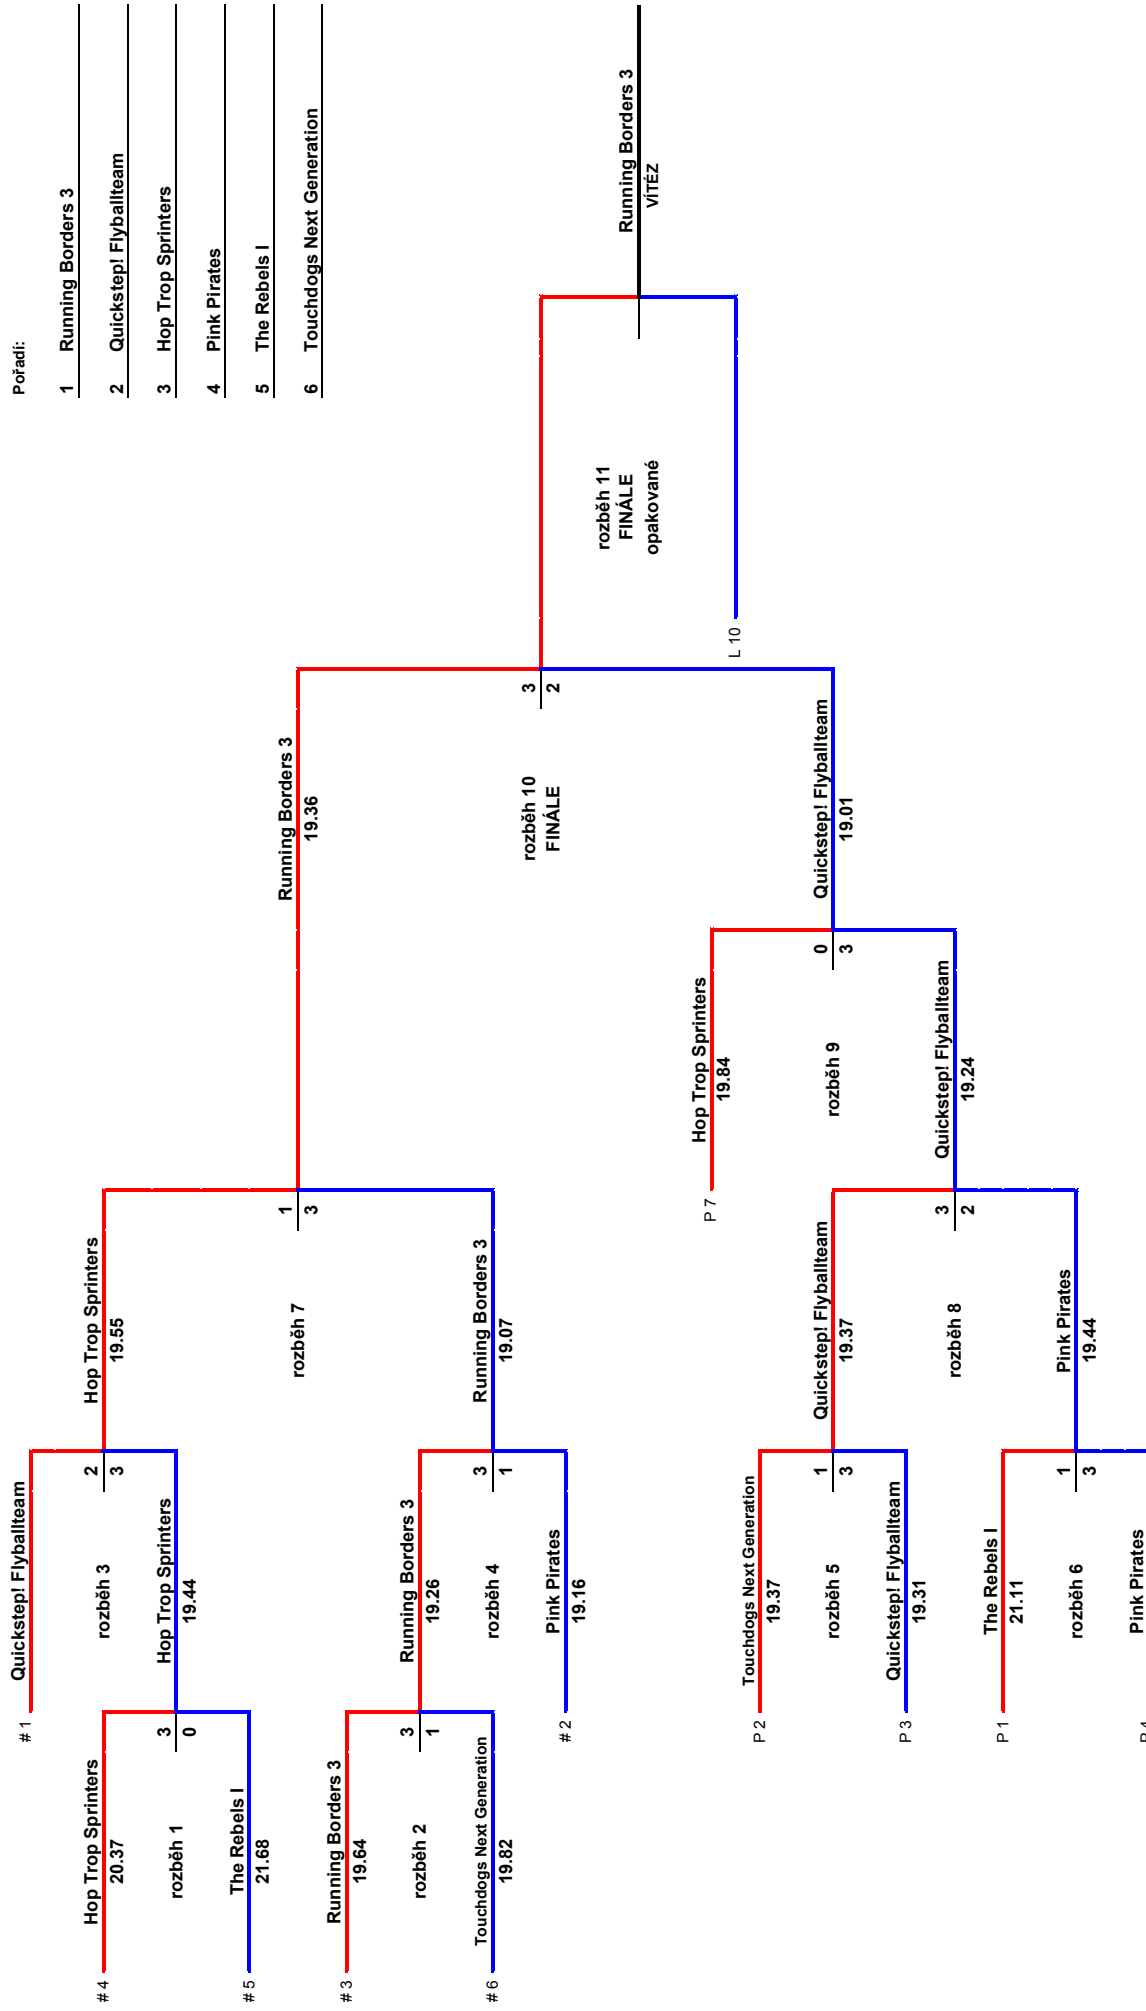 Pořadí:
1 Running Borders 3
2 Quickstep! Flyballteam
3 Hop Trop Sprinters
4 Pink Pirates
5 The Rebels I
6 Touchdogs Next Generation
# 4
Hop Trop Sprinters
20.37
rozběh 1
3
0
# 5
The Rebels I
21.68
# 3
Running Borders 3
19.64
rozběh 2
3
1
# 6
Touchdogs Next Generation
19.82
# 1
Quickstep! Flyballteam
rozběh 3
2
3
Hop Trop Sprinters
19.44
Running Borders 3
19.26
rozběh 4
3
1
# 2
Pink Pirates
19.16
P 2
Touchdogs Next Generation
19.37
rozběh 5
1
3
P 3
Quickstep! Flyballteam
19.31
P 1
The Rebels I
21.11
rozběh 6
1
3
P 4
Pink Pirates
Hop Trop Sprinters
19.55
rozběh 7
1
3
Running Borders 3
19.07
Quickstep! Flyballteam
19.37
rozběh 8
3
2
Pink Pirates
19.44
P 7
Hop Trop Sprinters
19.84
rozběh 9
0
3
Quickstep! Flyballteam
19.24
Running Borders 3
19.36
rozběh 10
FINÁLE
3
2
Quickstep! Flyballteam
19.01
L 10
rozběh 11
FINÁLE
opakované
Running Borders 3
VÍTĚZ